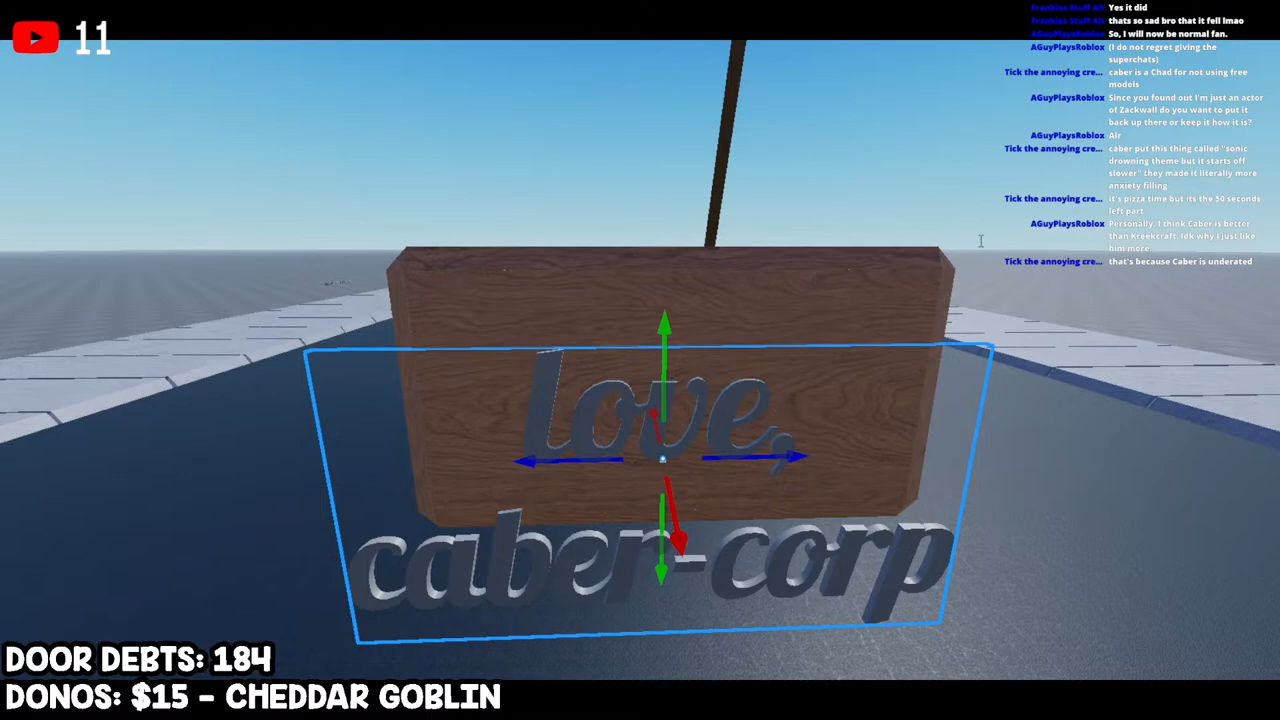 11
Frankies Stuff Alt Yes it did
Frankies Stuff Alt thats so sad bro that it fell lmao
AGuyPlaysRoblox So, I will now be normal fan.
AGuyPlaysRoblox (I do not regret giving the
superchats)
Tick the annoying cre... caber is a Chad for not using free
models
AGuyPlaysRoblox Since you found out I'm just an actor
of Zackwall do you want to put it
back up there or keep it how it is?
AGuyPlaysRoblox Alr
Tick the annoying cre... caber put this thing called "sonic
drowning theme but it starts off
slower" they made it literally more
anxiety filling
Tick the annoying cre... it's pizza time but its the 50 seconds
left part
AGuyPlaysRoblox Personally, I think Caber is better
than Kreekcraft. Idk why I just like
him more.
Tick the annoying cre... that's because Caber is underated
love,
caber-corp
DOOR DEBTS: 184
DONOS: $15 - CHEDDAR GOBLIN